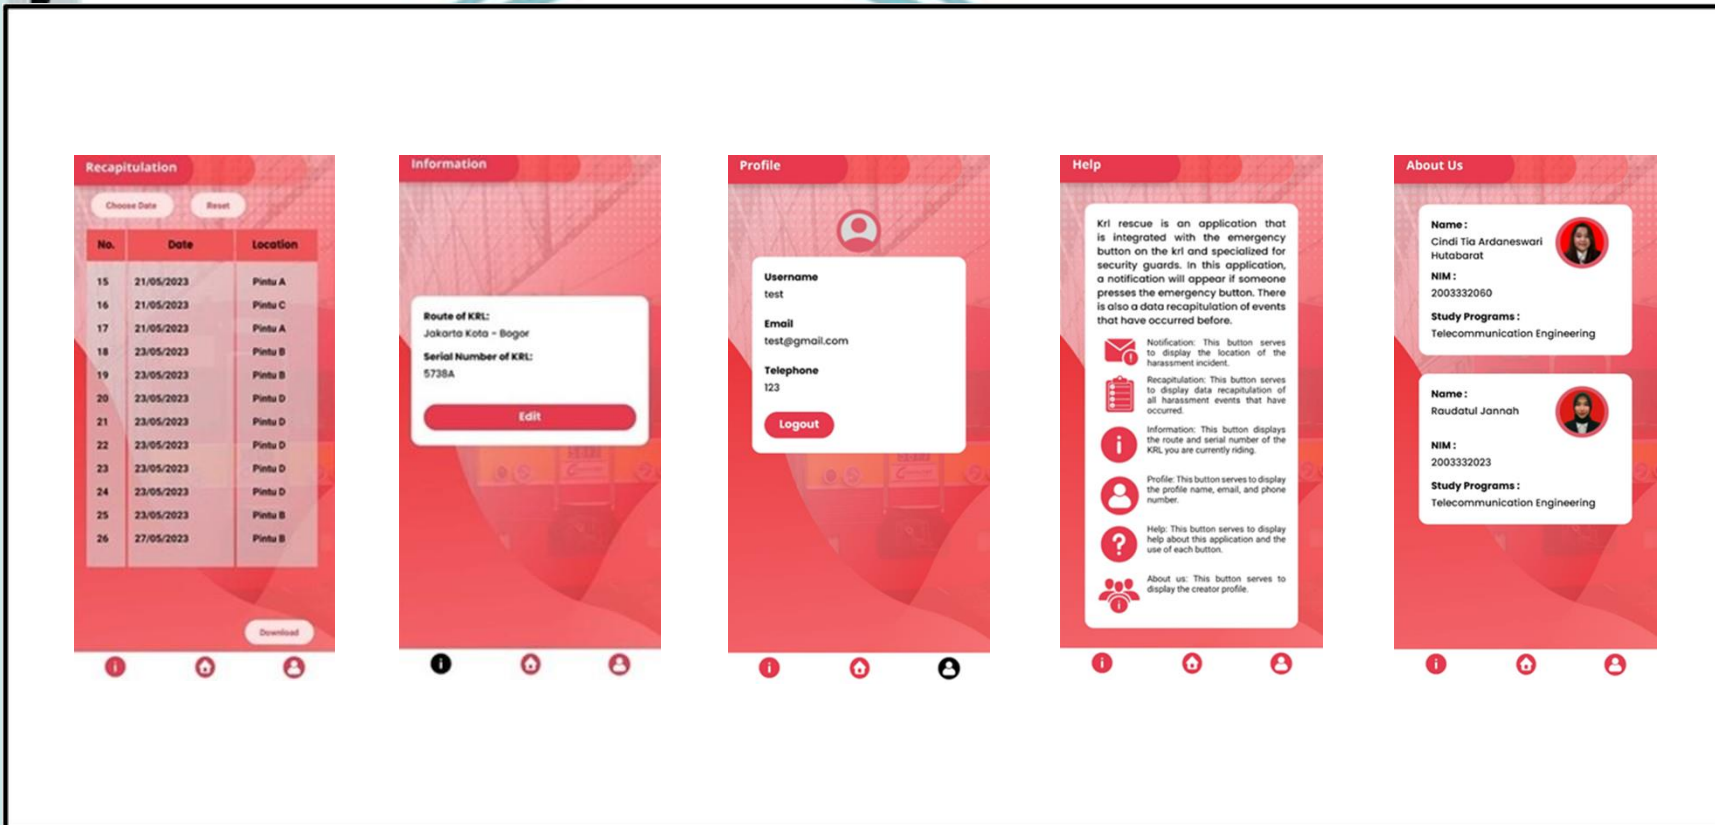 Recapitulation
Choose Date Reset
No. Date Location
15 21/05/2023 Pintu A
16 21/05/2023 Pintu C
17 21/05/2023 Pintu A
18 23/05/2023 Pintu B
19 23/05/2023 Pintu B
20 23/05/2023 Pintu D
21 23/05/2023 Pintu D
22 23/05/2023 Pintu D
23 23/05/2023 Pintu D
24 23/05/2023 Pintu D
25 23/05/2023 Pintu B
26 27/05/2023 Pintu B
Download
Information
Route of KRL:
Jakarta Kota - Bogor
Serial Number of KRL:
5738A
Edit
Profile
Username
test
Email
test@gmail.com
Telephone
123
Logout
Help
Krl rescue is an application that
is integrated with the emergency
button on the krl and specialized for
security guards. In this application,
a notification will appear if someone
presses the emergency button. There
is also a data recapitulation of events
that have occurred before.
Notification: This button serves
to display the location of the
harassment incident.
Recapitulation: This button serves
to display data recapitulation of
all harassment events that have
occurred.
Information: This button displays
the route and serial number of the
KRL you are currently riding.
Profile: This button serves to display
the profile name, email, and phone
number.
Help: This button serves to display
help about this application and the
use of each button.
About us: This button serves to
display the creator profile.
About Us
Name :
Cindi Tia Ardaneswari
Hutabarat
NIM :
2003332060
Study Programs :
Telecommunication Engineering
Name :
Raudatul Jannah
NIM :
2003332023
Study Programs :
Telecommunication Engineering